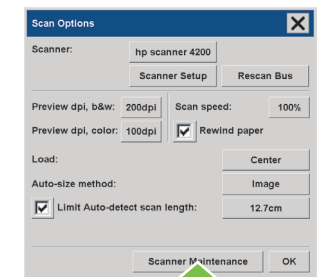 Scan Options
Scanner: hp scanner 4200
Scanner Setup Rescan Bus
Preview dpi, b&w: 200dpi Scan speed: 100%
Preview dpi, color: 100dpi Rewind paper
Load: Center
Auto-size method: Image
Limit Auto-detect scan length: 12.7cm
Scanner Maintenance OK